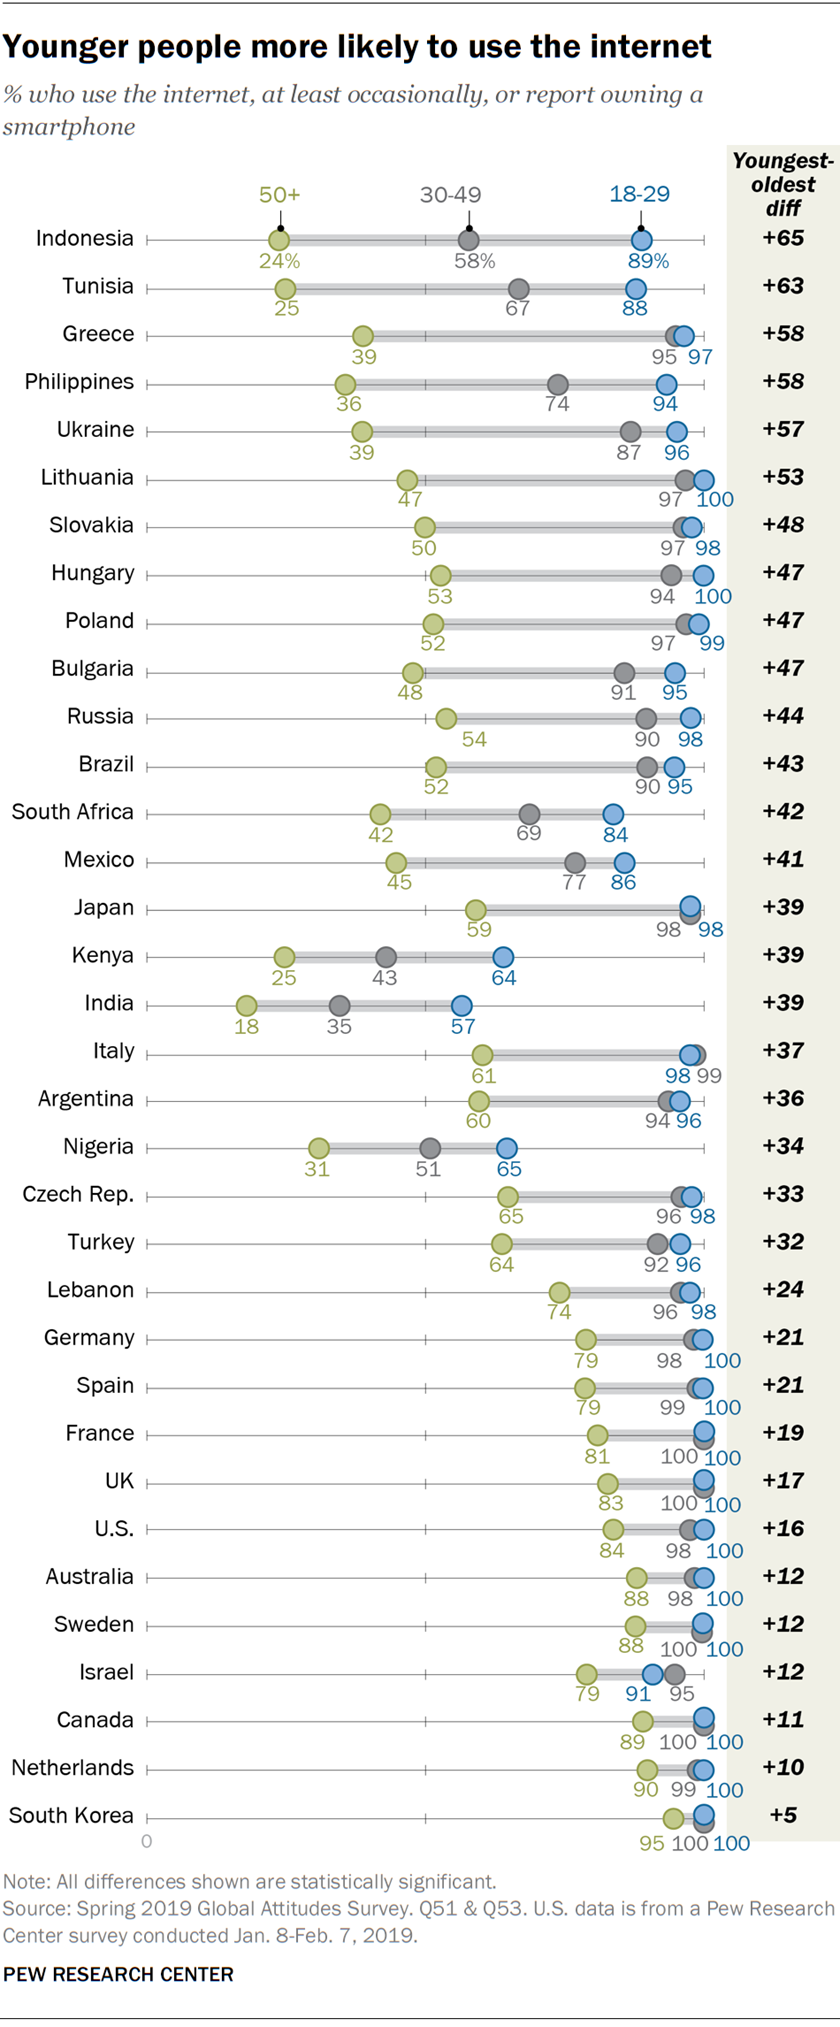 Younger people more likely to use the internet
% who use the internet, at least occasionally, or report owning a
smartphone
Youngest-
oldest
diff
50+ 30-49 18-29
Indonesia +65
24% 58% 89%
Tunisia +63
25 67 88
Greece +58
39 95 97
Philippines +58
36 74 94
Ukraine +57
39 87 96
Lithuania +53
47 97 100
Slovakia +48
50 97 98
Hungary +47
53 94 100
Poland +47
52 97 99
Bulgaria +47
48 91 95
Russia +44
54 90 98
Brazil +43
52 90 95
South Africa +42
42 69 84
Mexico +41
45 77 86
Japan +39
59 98 98
Kenya +39
25 43 64
India +39
18 35 57
Italy +37
61 98 99
Argentina +36
60 94 96
Nigeria +34
31 51 65
Czech Rep. +33
65 96 98
Turkey +32
64 92 96
Lebanon +24
74 96 98
Germany +21
79 98 100
Spain +21
79 99 100
France +19
81 100 100
UK +17
83 100 100
U.S. +16
84 98 100
Australia +12
88 98 100
Sweden +12
88 100 100
Israel +12
79 91 95
Canada +11
89 100 100
Netherlands +10
90 99 100
South Korea +5
0 95 100 100
Note: All differences shown are statistically significant.
Source: Spring 2019 Global Attitudes Survey. Q51 & Q53. U.S. data is from a Pew Research
Center survey conducted Jan. 8-Feb. 7, 2019.
PEW RESEARCH CENTER